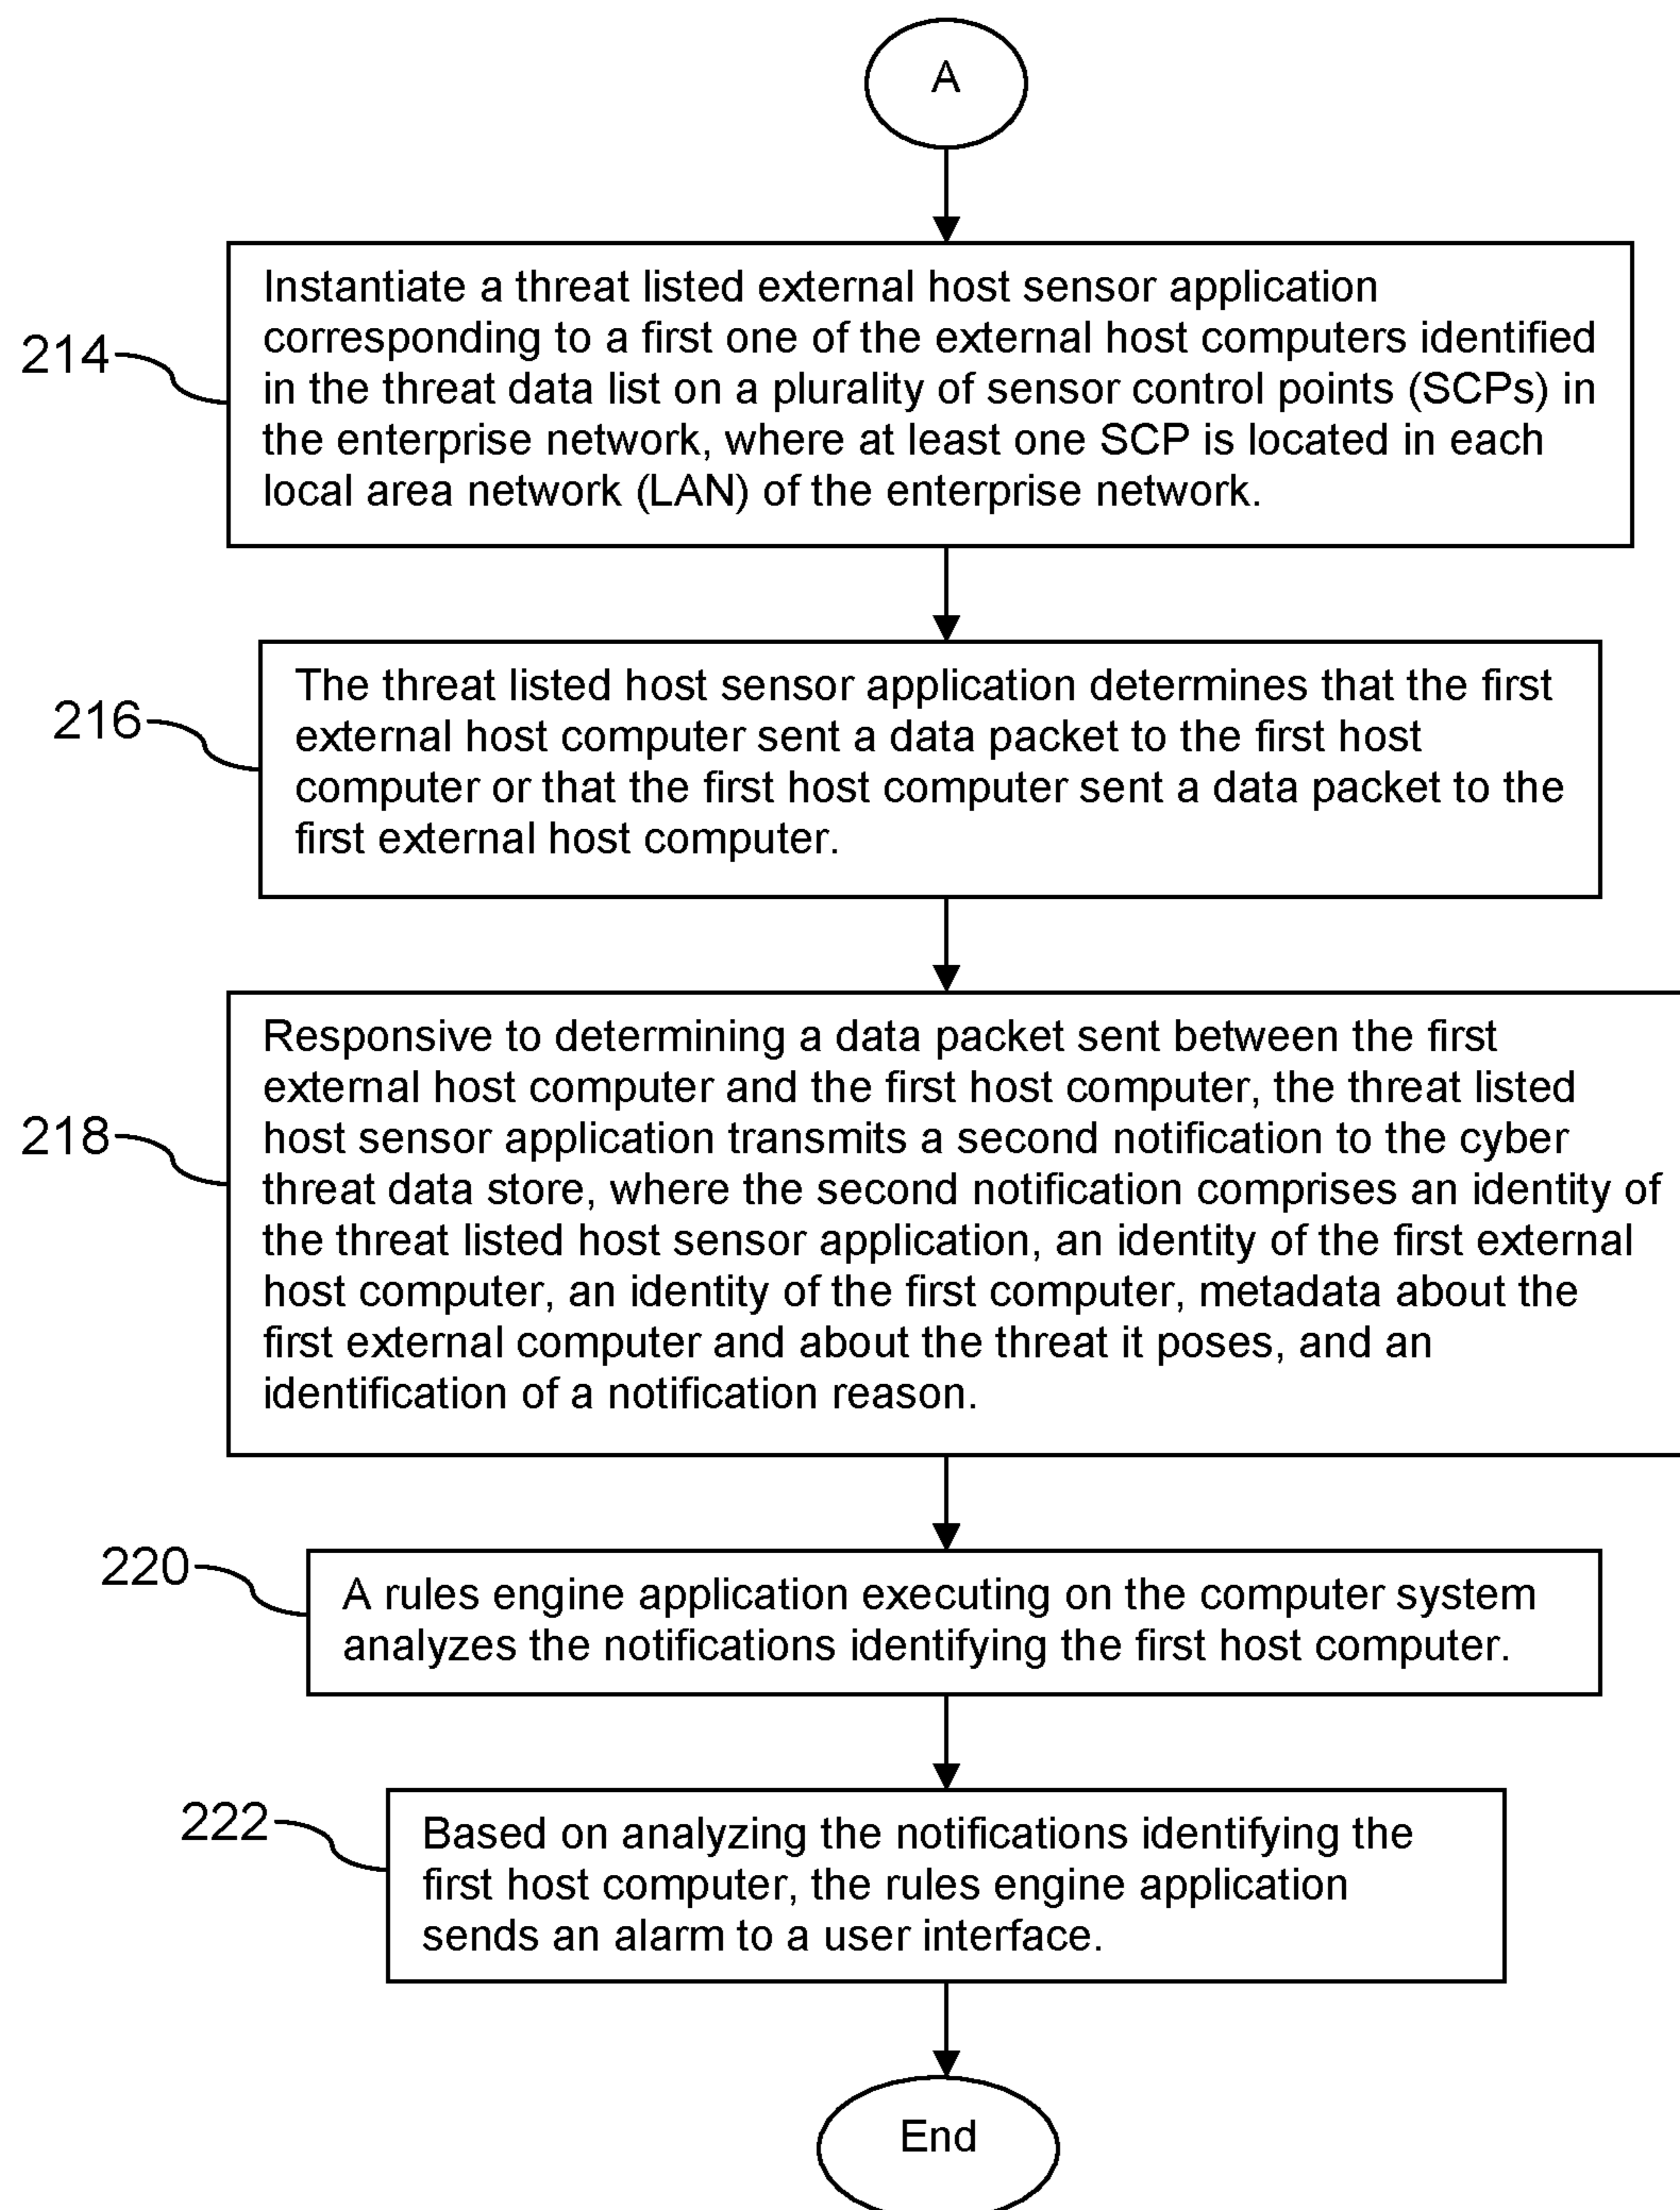 A
214
Instantiate a threat listed external host sensor application
corresponding to a first one of the external host computers identified
in the threat data list on a plurality of sensor control points (SCPs) in
the enterprise network, where at least one SCP is located in each
local area network (LAN) of the enterprise network.
216
The threat listed host sensor application determines that the first
external host computer sent a data packet to the first host
computer or that the first host computer sent a data packet to the
first external host computer.
218
Responsive to determining a data packet sent between the first
external host computer and the first host computer, the threat listed
host sensor application transmits a second notification to the cyber
threat data store, where the second notification comprises an identity of
the threat listed host sensor application, an identity of the first external
host computer, an identity of the first computer, metadata about the
first external computer and about the threat it poses, and an
identification of a notification reason.
220
A rules engine application executing on the computer system
analyzes the notifications identifying the first host computer.
222
Based on analyzing the notifications identifying the
first host computer, the rules engine application
sends an alarm to a user interface.
End